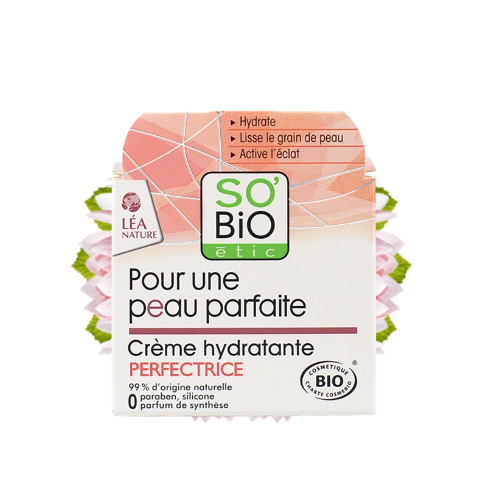 ▸ Hydrate
▸ Lisse le grain de peau
▸ Active l'éclat
SO'
BiO
étic
LÉA
NATURE
Pour une
peau parfaite
Crème hydratante
PERFECTRICE
99% d'origine naturelle
0 paraben, silicone
parfum de synthèse
COSMETIQUE
BIO
CHARTE COSMEBIO